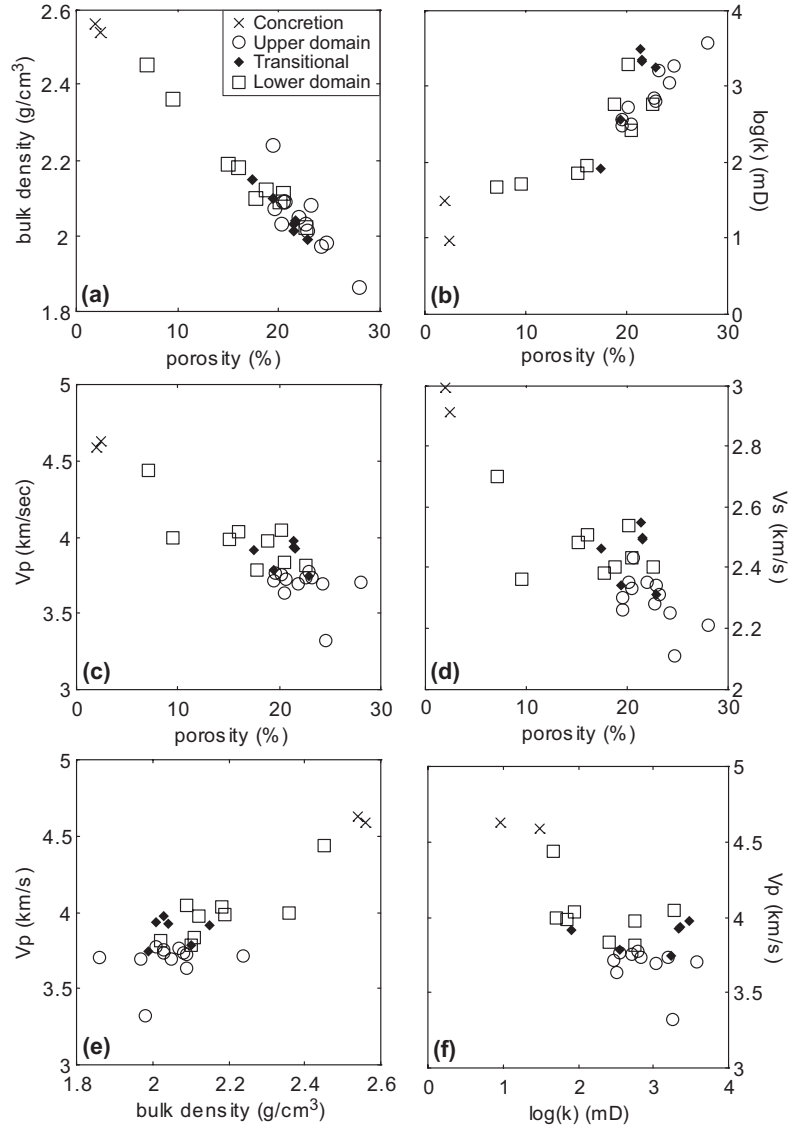 2.6
2.4
2.2
2
1.8
bulk density (g/cm³)
× Concretion
○ Upper domain
◆ Transitional
□ Lower domain
(a)
0 10 20 30
porosity (%)
4
3
2
1
0
log(k) (mD)
(b)
0 10 20 30
porosity (%)
5
4.5
4
3.5
3
Vp (km/sec)
(c)
0 10 20 30
porosity (%)
3
2.8
2.6
2.4
2.2
2
Vs (km/s)
(d)
0 10 20 30
porosity (%)
5
4.5
4
3.5
3
Vp (km/s)
(e)
1.8 2 2.2 2.4 2.6
bulk density (g/cm³)
5
4.5
4
3.5
3
Vp (km/s)
(f)
0 1 2 3 4
log(k) (mD)